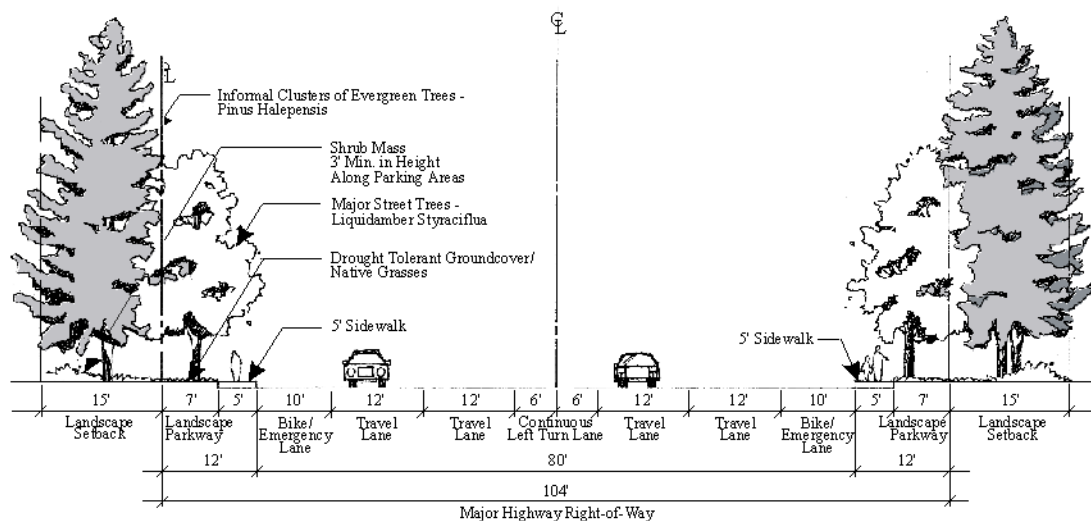 ℄
℄
Informal Clusters of Evergreen Trees -
Pinus Halepensis
Shrub Mass
3' Min. in Height
Along Parking Areas
Major Street Trees -
Liquidamber Styraciflua
Drought Tolerant Groundcover/
Native Grasses
5' Sidewalk
5' Sidewalk
15' 7' 5' 10' 12' 12' 6' 6' 12' 12' 10' 5' 7' 15'
Landscape Setback
Landscape Parkway
Bike/ Emergency Lane
Travel Lane
Travel Lane
Continuous Left Turn Lane
Travel Lane
Travel Lane
Bike/ Emergency Lane
Landscape Parkway
Landscape Setback
12' 80' 12'
104'
Major Highway Right-of-Way